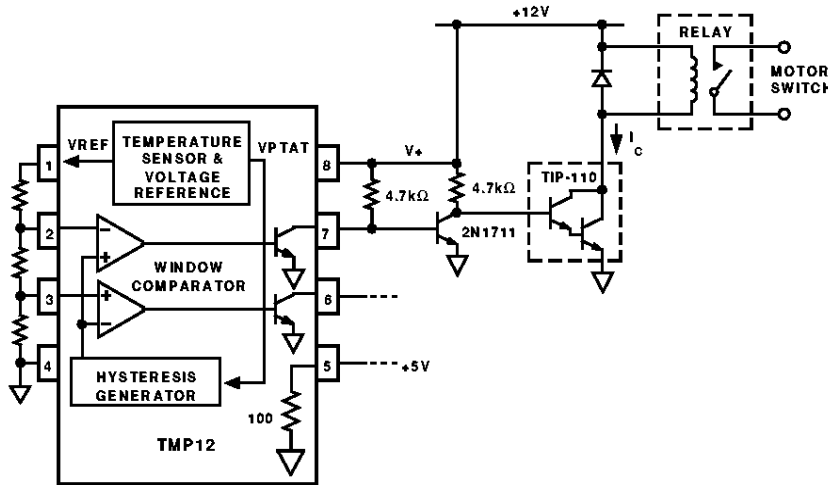 +12V
RELAY
MOTOR
SWITCH
TEMPERATURE
SENSOR &
VOLTAGE
REFERENCE
VREF
VPTAT
1
8
V+
I
C
TIP-110
4.7kΩ
4.7kΩ
2
7
2N1711
WINDOW
COMPARATOR
3
6
4
5
+5V
HYSTERESIS
GENERATOR
100
TMP12